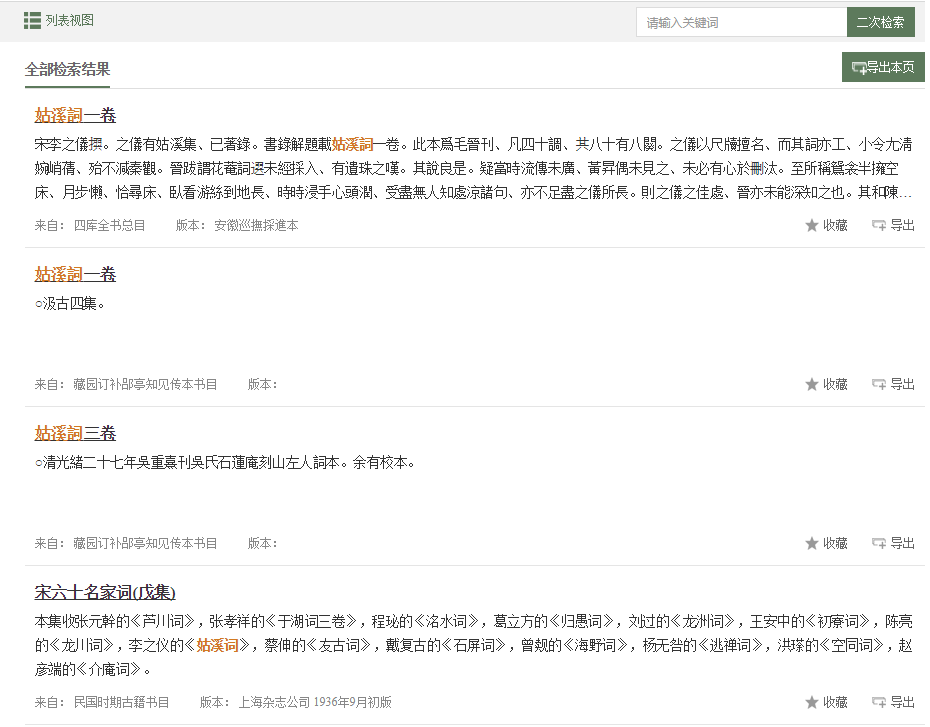 列表视图
请输入关键词
二次检索
全部检索结果
导出本页
姑溪詞一卷
宋李之儀撰。之儀有姑溪集、已著錄。書錄解題載姑溪詞一卷。此本爲毛晉刊、凡四十調、共八十有八闋。之儀以尺牘擅名、而其詞亦工、小令尤清
婉峭蒨、殆不減秦觀。晉跋謂花菴詞選未經採入、有遺珠之嘆。其說良是。疑當時流傳未廣、黃昇偶未見之、未必有心於刪汰。至所稱鴛衾半擁空
床、月步懶、恰尋床、臥看游絲到地長、時時浸手心頭潤、受盡無人知處涼諸句、亦不足盡之儀所長。則之儀之佳處、晉亦未能深知之也。其和陳…
来自： 四库全书总目 版本： 安徽巡撫採進本
收藏 导出
姑溪詞一卷
○汲古四集。
来自： 藏园订补郘亭知见传本书目 版本：
收藏 导出
姑溪詞三卷
○清光緒二十七年吳重熹刊吳氏石蓮庵刻山左人詞本。余有校本。
来自： 藏园订补郘亭知见传本书目 版本：
收藏 导出
宋六十名家词(戊集)
本集收张元幹的《芦川词》，张孝祥的《于湖词三卷》，程珌的《洺水词》，葛立方的《归愚词》，刘过的《龙洲词》，王安中的《初寮词》，陈亮
的《龙川词》，李之仪的《姑溪词》，蔡伸的《友古词》，戴复古的《石屏词》，曾觌的《海野词》，杨无咎的《逃禅词》，洪瑹的《空同词》，赵
彦端的《介庵词》。
来自： 民国时期古籍书目 版本： 上海杂志公司 1936年9月初版
收藏 导出